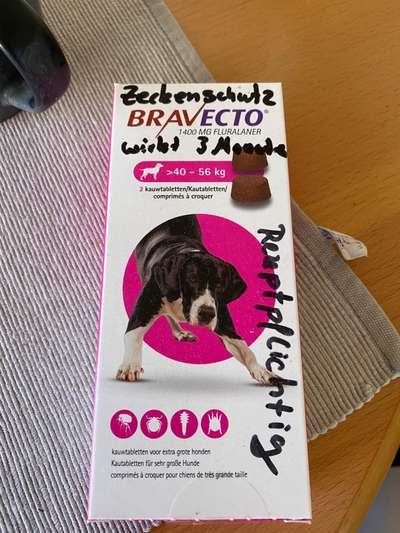 Zeckenschutz
BRAVECTO®
1400 MG FLURALANER
wirkt 3 Monate
>40 – 56 kg
2 kauwtabletten/Kautabletten/
comprimés à croquer
Rezeptpflichtig
kauwtabletten voor extra grote honden
Kautabletten für sehr große Hunde
comprimés à croquer pour chiens de très grande taille